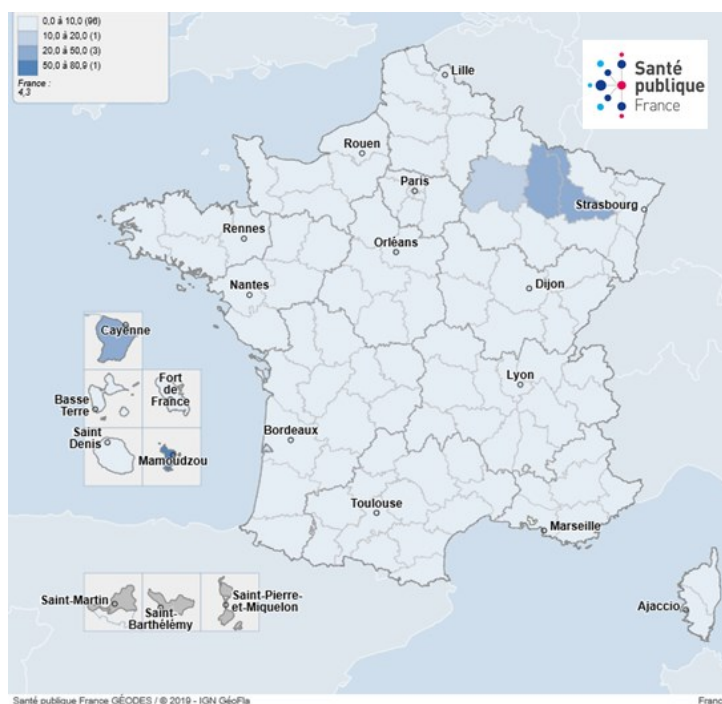 0,0 à 10,0 (96)
10,0 à 20,0 (1)
20,0 à 50,0 (3)
50,0 à 80,9 (1)
France :
4,3
Santé
publique
France
Lille
Rouen
Paris
Strasbourg
Rennes
Orléans
Nantes
Dijon
Cayenne
Lyon
Basse
Terre
Fort
de
France
Saint
Denis
Bordeaux
Mamoudzou
Toulouse
Marseille
Saint-Martin
Saint-
Barthélémy
Saint-Pierre-
et-Miquelon
Ajaccio
Santé publique France GÉODES / © 2019 - IGN GéoFla
Franc